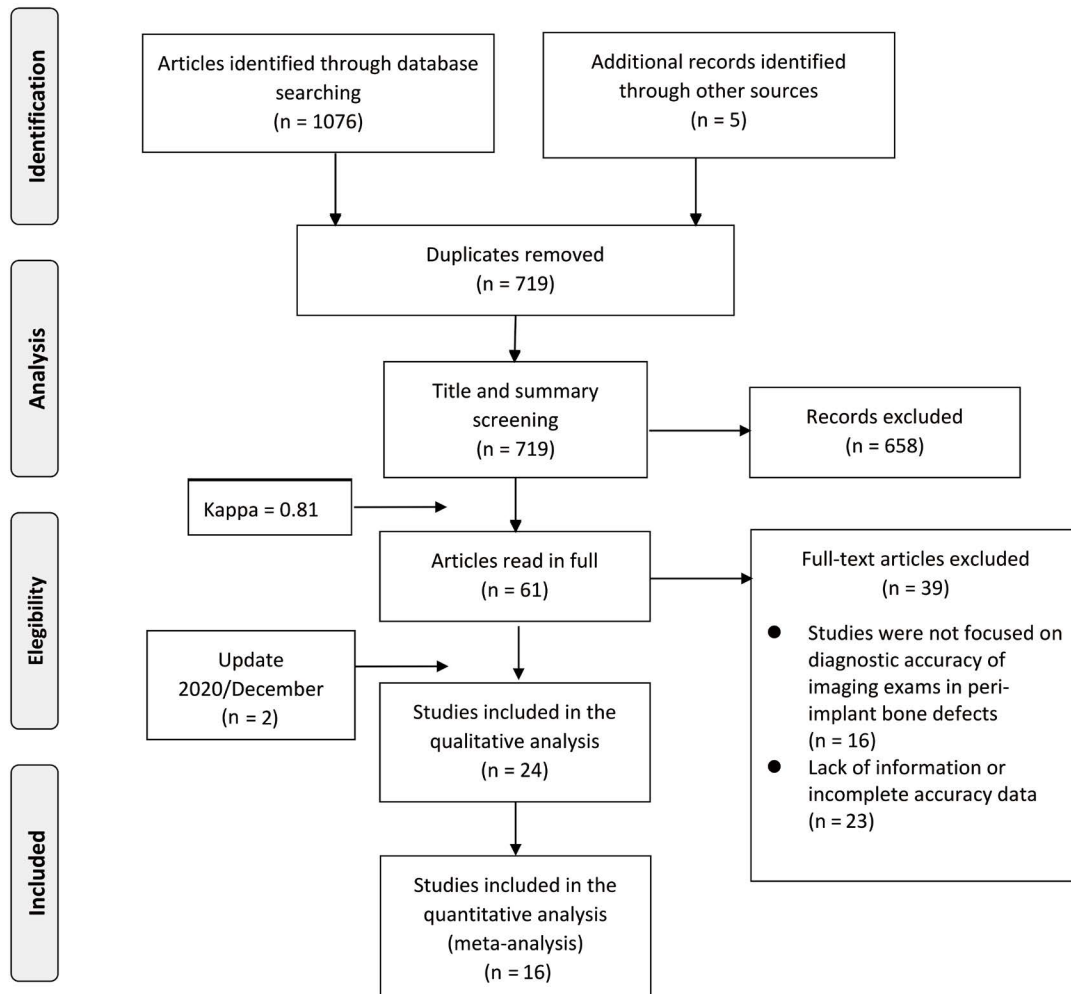 Identification
Articles identified through database
searching
(n = 1076)
Additional records identified
through other sources
(n = 5)
Duplicates removed
(n = 719)
Analysis
Title and summary
screening
(n = 719)
Records excluded
(n = 658)
Kappa = 0.81
Elegibility
Articles read in full
(n = 61)
Full-text articles excluded
(n = 39)
● Studies were not focused on
diagnostic accuracy of
imaging exams in peri-
implant bone defects
(n = 16)
● Lack of information or
incomplete accuracy data
(n = 23)
Update
2020/December
(n = 2)
Studies included in the
qualitative analysis
(n = 24)
Included
Studies included in the
quantitative analysis
(meta-analysis)
(n = 16)